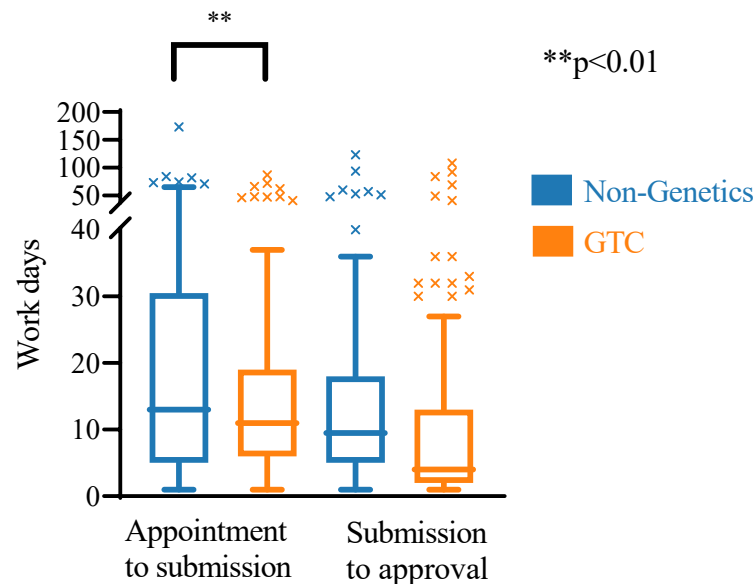 **
**p<0.01
200
150
100
50
40
30
20
10
0
Work days
Non-Genetics
GTC
Appointment
to submission
Submission
to approval